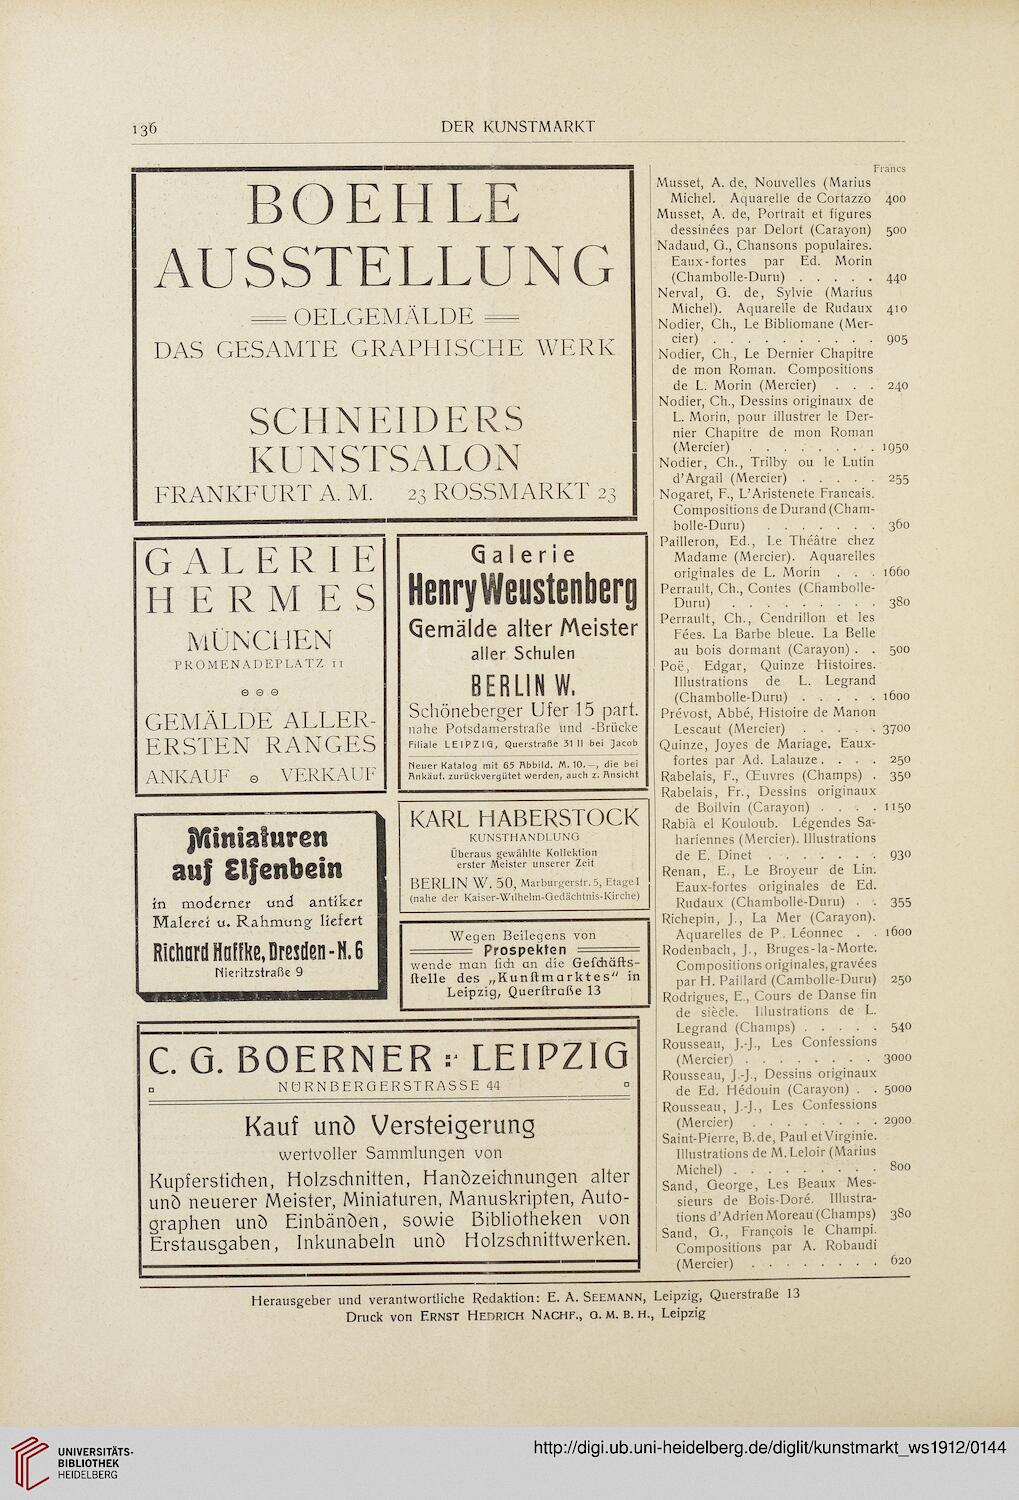 136
DER KUNSTMARKT
BOEHLE
AUSSTELLUNG
OELGEMÄLDE
DAS GESAMTE GRAPHISCHE WERK
SCHNEIDERS
KUNSTSALON
FRANKFURT A. M. 23 ROSSMARKT 23
GALERIE
HERMES
MÜNCHEN
PROMENADEPLATZ 11
GEMÄLDE ALLER-
ERSTEN RANGES
ANKAUF VERKAUF
Galerie
Henry Weustenberg
Gemälde alter Meister
aller Schulen
BERLIN W.
Schöneberger Ufer 15 part.
nahe Potsdamerstraße und -Brücke
Filiale LEIPZIG, Querstraße 31 II bei Jacob
Neuer Katalog mit 65 Abbild. M. 10.—, die bei
Ankäuf. zurückvergütet werden, auch z. Ansicht
Miniaturen
auf Elfenbein
in moderner und antiker
Malerei u. Rahmung liefert
Richard Haffke, Dresden-N. 6
Nieritzstraße 9
KARL HABERSTOCK
KUNSTHANDLUNG
Überaus gewählte Kollektion
erster Meister unserer Zeit
BERLIN W. 50, Marburgerstr. 5, Etage I
(nahe der Kaiser-Wilhelm-Gedächtnis-Kirche)
Wegen Beilegens von
Prospekten
wende man sich an die Geschäfts-
stelle des „Kunstmarktes" in
Leipzig, Querstraße 13
C. G. BOERNER LEIPZIG
NÜRNBERGERSTRASSE 44
Kauf und Versteigerung
wertvoller Sammlungen von
Kupferstichen, Holzschnitten, Handzeichnungen alter
und neuerer Meister, Miniaturen, Manuskripten, Auto-
graphen und Einbänden, sowie Bibliotheken von
Erstausgaben, Inkunabeln und Holzschnittwerken.
Francs
Musset, A. de, Nouvelles (Marius
Michel. Aquarelle de Cortazzo 400
Musset, A. de, Portrait et figures
dessinées par Delort (Carayon) 500
Nadaud, G., Chansons populaires.
Eaux-fortes par Ed. Morin
(Chambolle-Duru) . . . . . 440
Nerval, G. de, Sylvie (Marius
Michel). Aquarelle de Rudaux 410
Nodier, Ch., Le Bibliomane (Mer-
cier) . . . . . . . . . . 905
Nodier, Ch., Le Dernier Chapitre
de mon Roman. Compositions
de L. Morin (Mercier) . . . 240
Nodier, Ch., Dessins originaux de
L. Morin, pour illustrer le Der-
nier Chapitre de mon Roman
(Mercier) . . . . . . . . 1950
Nodier, Ch., Trilby ou le Lutin
d'Argail (Mercier) . . . . . 255
Nogaret, F., L'Aristenete Francais.
Compositions de Durand (Cham-
bolle-Duru) . . . . . . . 360
Pailleron, Ed., Le Théâtre chez
Madame (Mercier). Aquarelles
originales de L. Morin . . . 1660
Perrault, Ch., Contes (Chambolle-
Duru) . . . . . . . . . 380
Perrault, Ch., Cendrillon et les
Fées. La Barbe bleue. La Belle
au bois dormant (Carayon) . . 500
Poë, Edgar, Quinze Histoires.
Illustrations de L. Legrand
(Chambolle-Duru) . . . . . 1600
Prévost, Abbé, Histoire de Manon
Lescaut (Mercier) . . . . . 3700
Quinze, Joyes de Mariage. Eaux-
fortes par Ad. Lalauze . . . . 250
Rabelais, F., Œuvres (Champs) . 350
Rabelais, Fr., Dessins originaux
de Boilvin (Carayon) . . . . 1150
Rabià el Kouloub. Légendes Sa-
hariennes (Mercier). Illustrations
de E. Dinet . . . . . . . 930
Renan, E., Le Broyeur de Lin.
Eaux-fortes originales de Ed.
Rudaux (Chambolle-Duru) . . 355
Richepin, J., La Mer (Carayon).
Aquarelles de P. Léonnec . . 1600
Rodenbach, J., Bruges-la-Morte.
Compositions originales, gravées
par H. Paillard (Cambolle-Duru) 250
Rodrigues, E., Cours de Danse fin
de siècle. Illustrations de L.
Legrand (Champs) . . . . . 540
Rousseau, J.-J., Les Confessions
(Mercier) . . . . . . . . 3000
Rousseau, J.-J., Dessins originaux
de Ed. Hédouin (Carayon) . . 5000
Rousseau, J.-J., Les Confessions
(Mercier) . . . . . . . . 2900
Saint-Pierre, B. de, Paul et Virginie.
Illustrations de M. Leloir (Marius
Michel) . . . . . . . . . 800
Sand, George, Les Beaux Mes-
sieurs de Bois-Doré. Illustra-
tions d'Adrien Moreau (Champs) 380
Sand, G., François le Champi.
Compositions par A. Robaudi
(Mercier) . . . . . . . . 620
Herausgeber und verantwortliche Redaktion: E. A. SEEMANN, Leipzig, Querstraße 13
Druck von ERNST HEDRICH NACHF., G. M. B. H., Leipzig
UNIVERSITÄTS-
BIBLIOTHEK
HEIDELBERG
http://digi.ub.uni-heidelberg.de/diglit/kunstmarkt_ws1912/0144